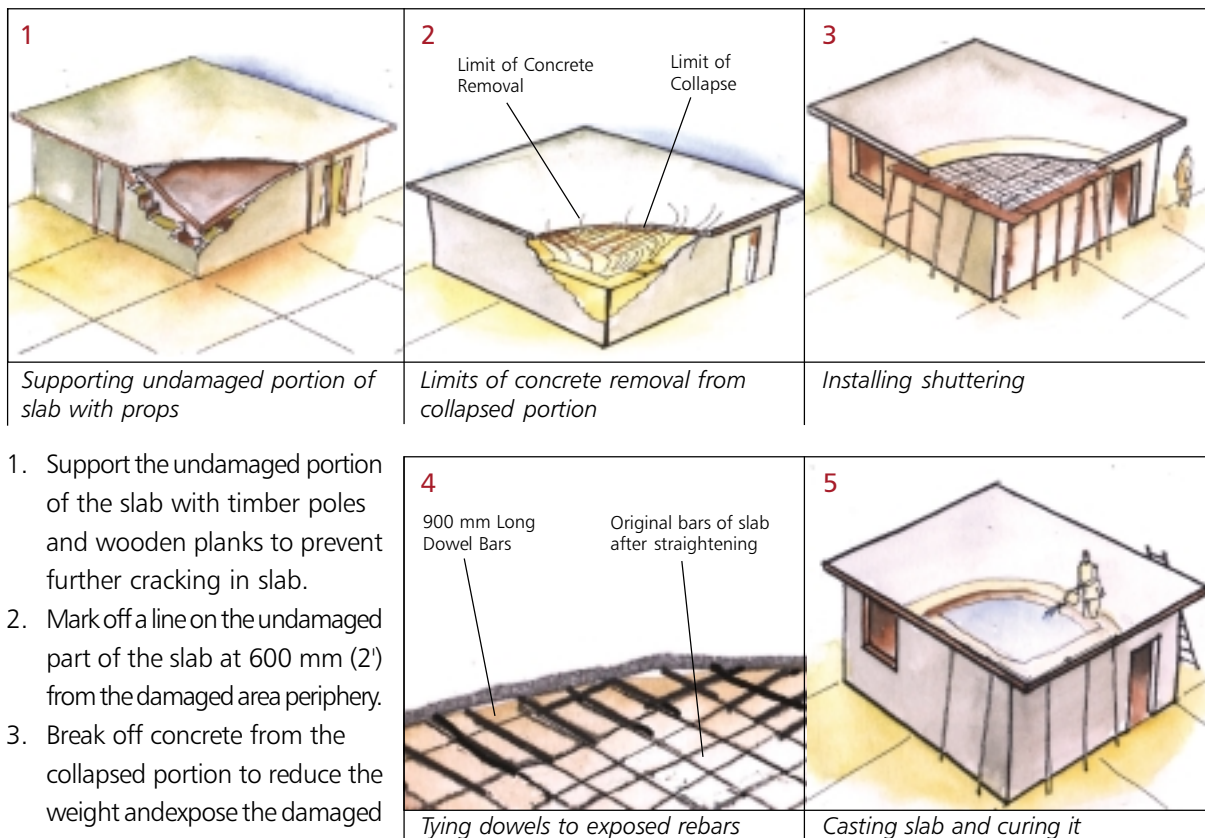 1
2
Limit of Concrete
Removal
Limit of
Collapse
3
Supporting undamaged portion of
slab with props
Limits of concrete removal from
collapsed portion
Installing shuttering
1. Support the undamaged portion
of the slab with timber poles
and wooden planks to prevent
further cracking in slab.
2. Mark off a line on the undamaged
part of the slab at 600 mm (2')
from the damaged area periphery.
3. Break off concrete from the
collapsed portion to reduce the
weight andexpose the damaged
4
900 mm Long
Dowel Bars
Original bars of slab
after straightening
Tying dowels to exposed rebars
5
Casting slab and curing it